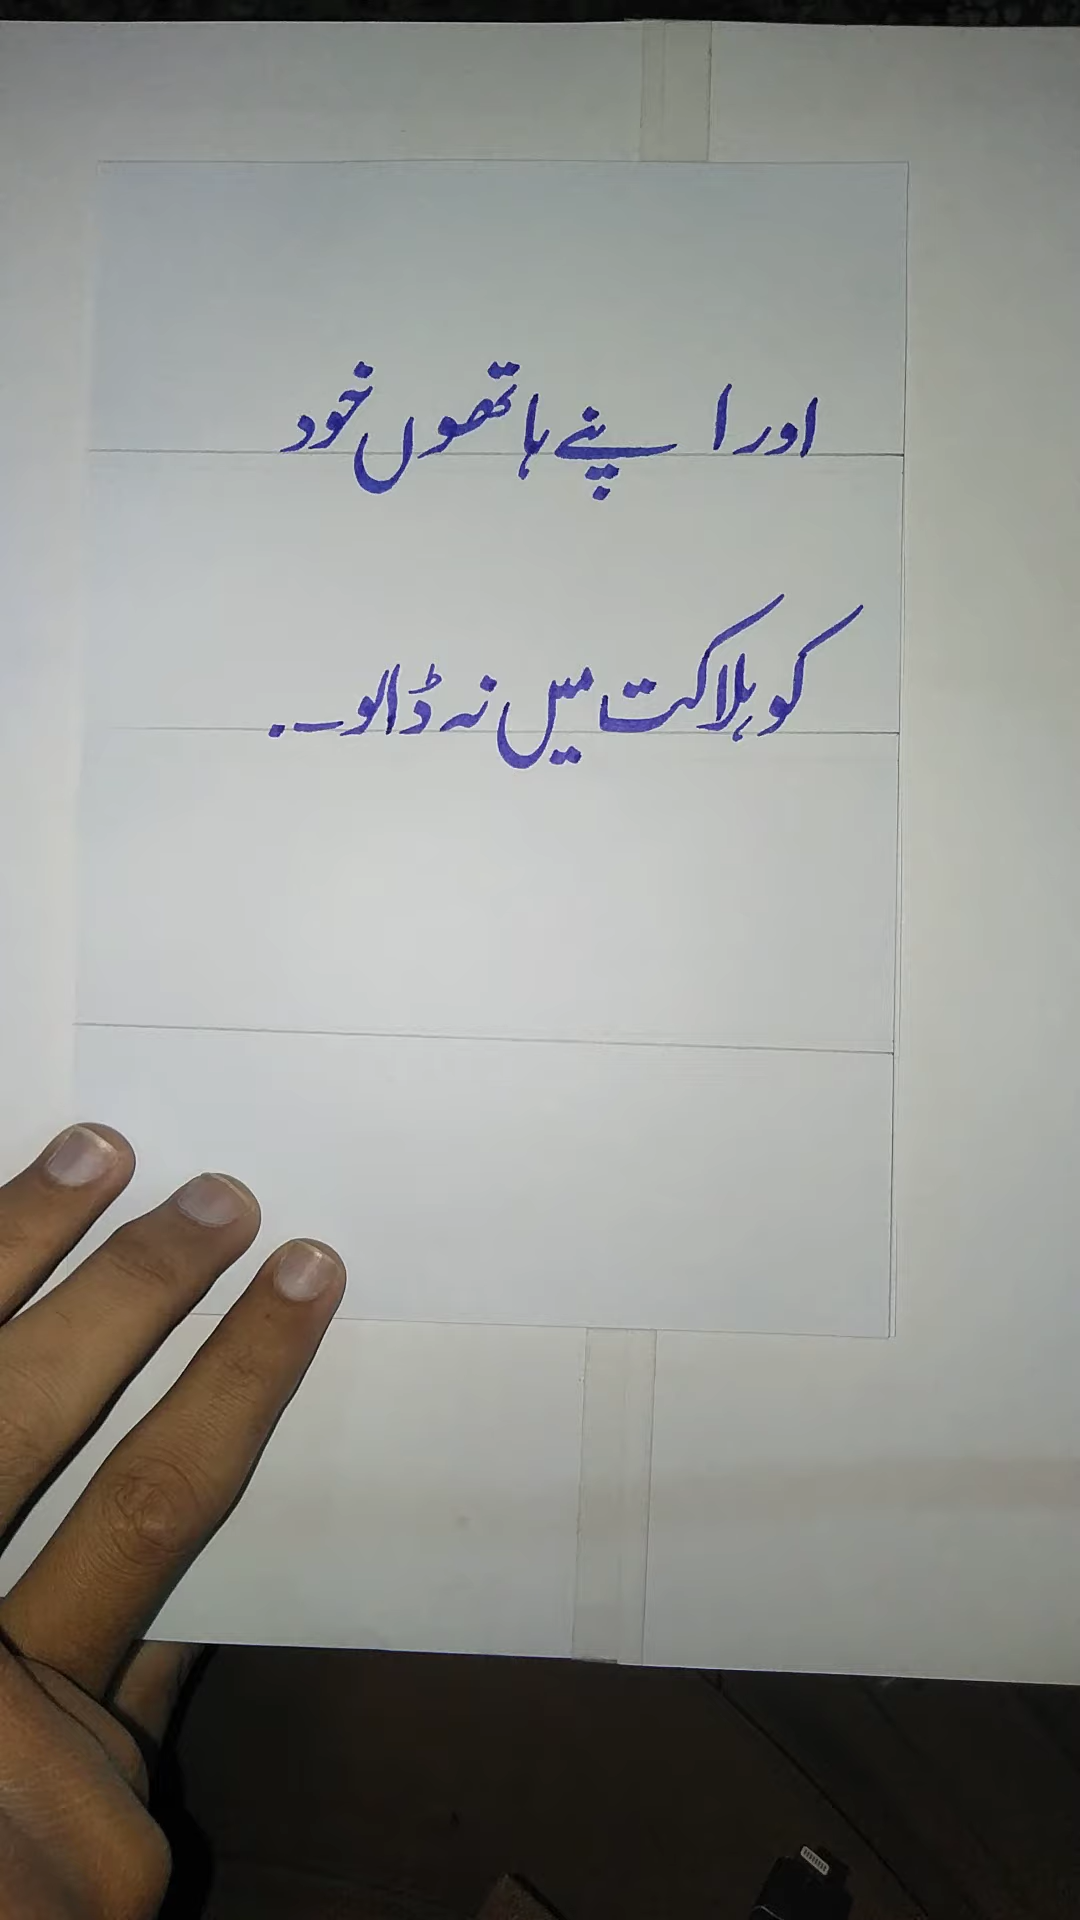 اور اپنے ہاتھوں خود
کو ہلاکت میں نہ ڈالو۔